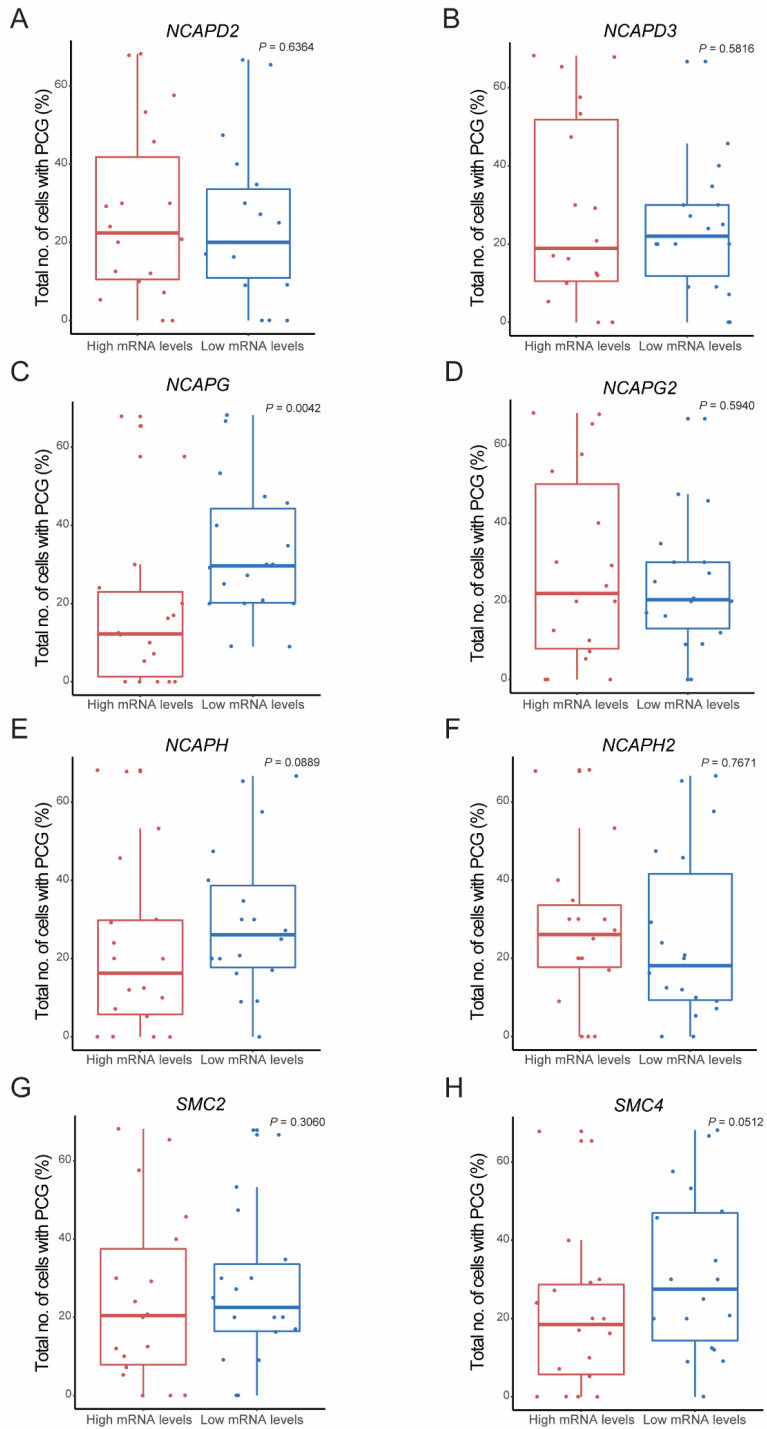 A
NCAPD2
P = 0.6364
Total no. of cells with PCG (%)
60
40
20
0
High mRNA levels Low mRNA levels
B
NCAPD3
P = 0.5816
Total no. of cells with PCG (%)
60
40
20
0
High mRNA levels Low mRNA levels
C
NCAPG
P = 0.0042
Total no. of cells with PCG (%)
60
40
20
0
High mRNA levels Low mRNA levels
D
NCAPG2
P = 0.5940
Total no. of cells with PCG (%)
60
40
20
0
High mRNA levels Low mRNA levels
E
NCAPH
P = 0.0889
Total no. of cells with PCG (%)
60
40
20
0
High mRNA levels Low mRNA levels
F
NCAPH2
P = 0.7671
Total no. of cells with PCG (%)
60
40
20
0
High mRNA levels Low mRNA levels
G
SMC2
P = 0.3060
Total no. of cells with PCG (%)
60
40
20
0
High mRNA levels Low mRNA levels
H
SMC4
P = 0.0512
Total no. of cells with PCG (%)
60
40
20
0
High mRNA levels Low mRNA levels